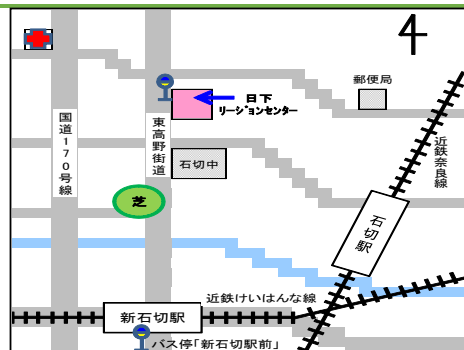 日下
リージョンセンター
郵便局
国道170号線
東高野街道
近鉄奈良線
石切中
芝
石切駅
近鉄けいはんな線
新石切駅
バス停「新石切駅前」